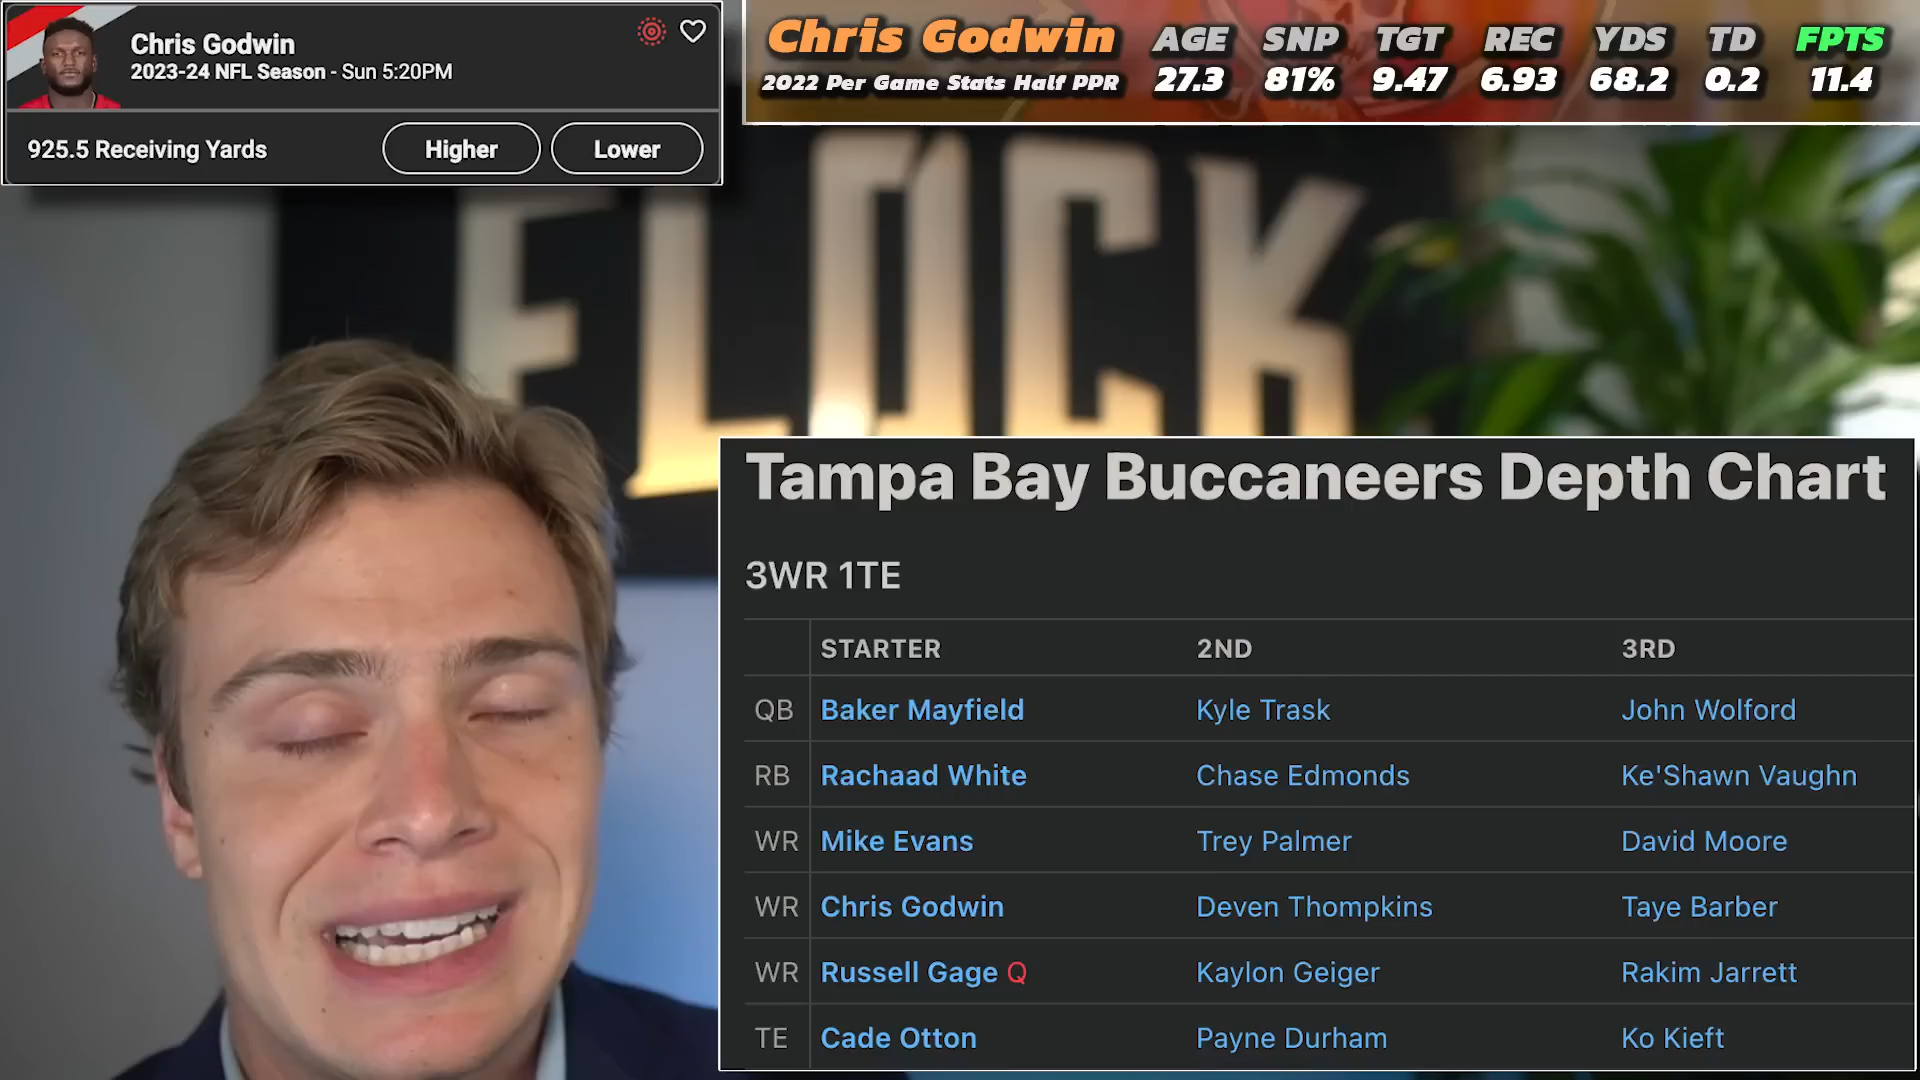 Chris Godwin
2023-24 NFL Season - Sun 5:20PM
925.5 Receiving Yards
Higher
Lower
Chris Godwin AGE SNP TGT REC YDS TD FPTS
2022 Per Game Stats Half PPR 27.3 81% 9.47 6.93 68.2 0.2 11.4
FLOCK
Tampa Bay Buccaneers Depth Chart
3WR 1TE
STARTER 2ND 3RD
QB Baker Mayfield Kyle Trask John Wolford
RB Rachaad White Chase Edmonds Ke'Shawn Vaughn
WR Mike Evans Trey Palmer David Moore
WR Chris Godwin Deven Thompkins Taye Barber
WR Russell Gage Q Kaylon Geiger Rakim Jarrett
TE Cade Otton Payne Durham Ko Kieft